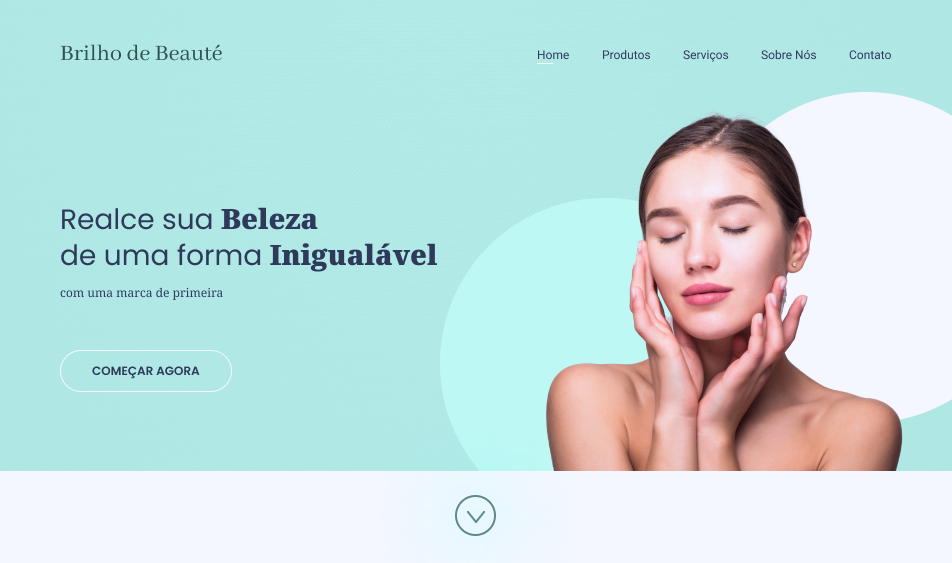 Brilho de Beauté
Home Produtos Serviços Sobre Nós Contato
Realce sua Beleza
de uma forma Inigualável
com uma marca de primeira
COMEÇAR AGORA